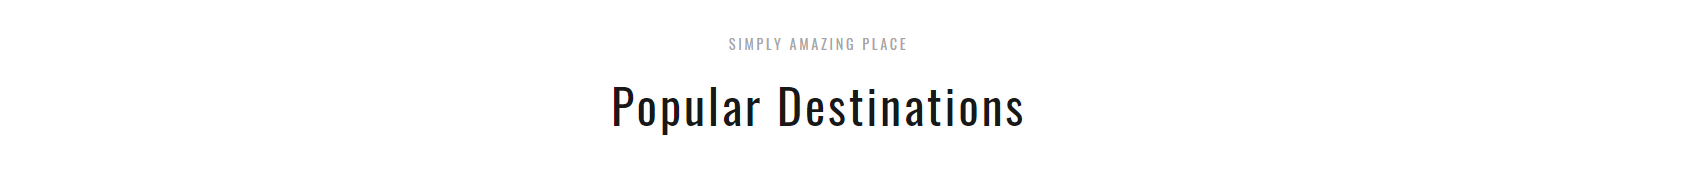 SIMPLY AMAZING PLACE
Popular Destinations